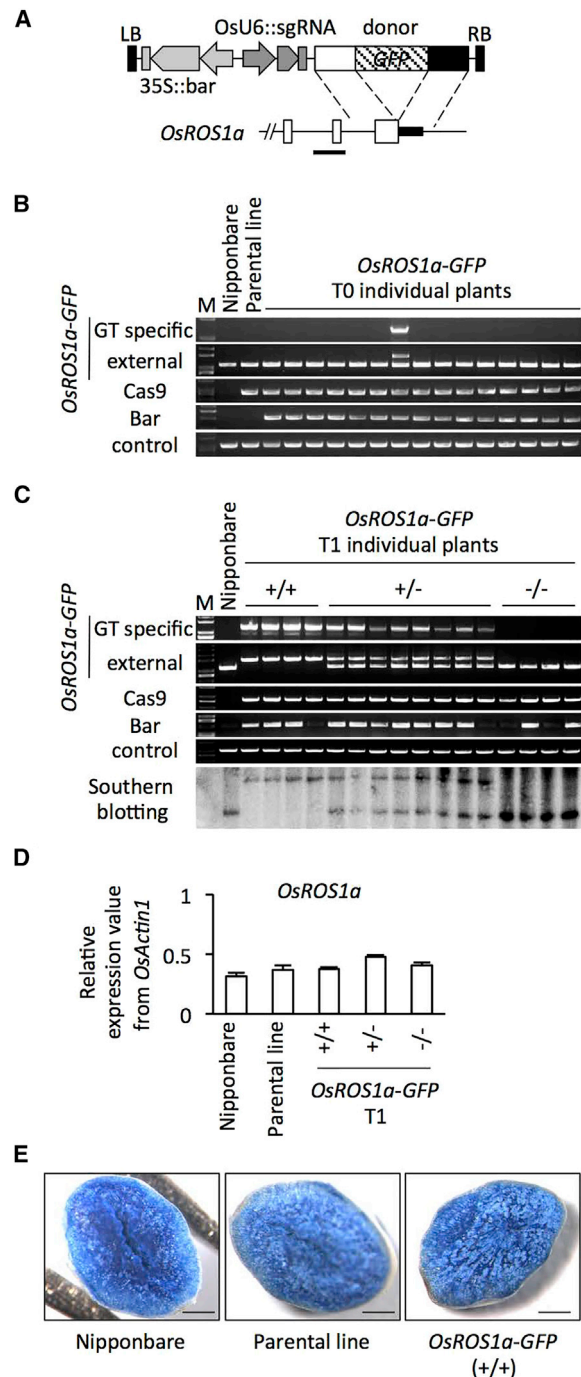 A
OsU6::sgRNA donor
LB RB
GFP
35S::bar
OsROS1a
B
Nipponbare
Parental line
OsROS1a-GFP
T0 individual plants
M
OsROS1a-GFP
GT specific
external
Cas9
Bar
control
C
OsROS1a-GFP
T1 individual plants
Nipponbare
+/+ +/- -/-
M
OsROS1a-GFP
GT specific
external
Cas9
Bar
control
Southern
blotting
D
OsROS1a
Relative
expression value
from OsActin1
1
0.5
0
Nipponbare
Parental line
+/+
+/-
-/-
OsROS1a-GFP
T1
E
Nipponbare Parental line OsROS1a-GFP
(+/+)